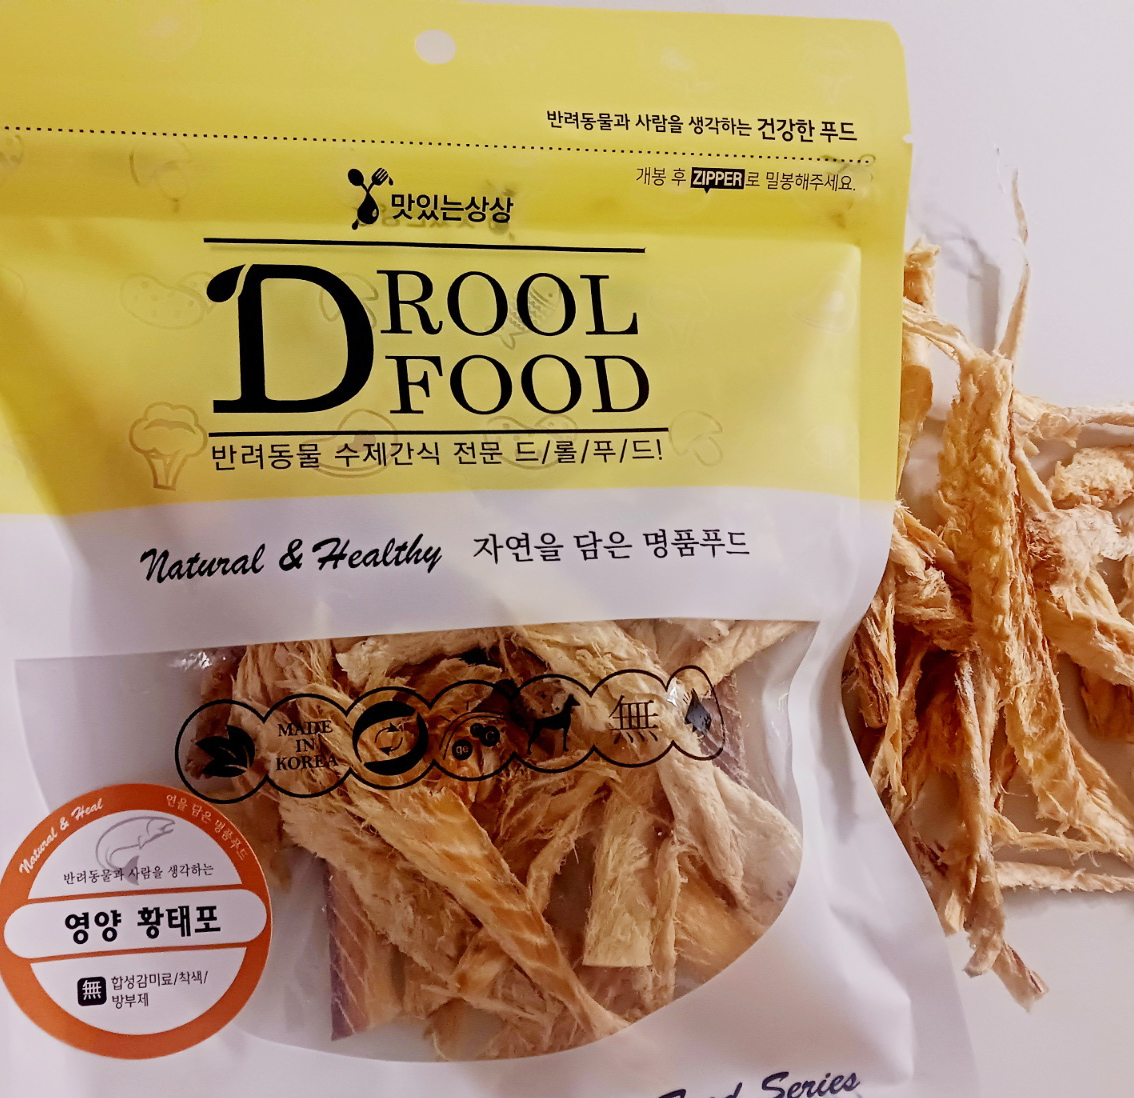 반려동물과 사람을 생각하는 건강한 푸드
개봉 후 ZIPPER로 밀봉해주세요.
맛있는상상
DROOL
FOOD
반려동물 수제간식 전문 드/롤/푸/드!
Natural & Healthy 자연을 담은 명품푸드
MADE
IN
KOREA
無
Natural & Heal
연을 담은 명품푸드
반려동물과 사람을 생각하는
영양 황태포
無 합성감미료/착색/
방부제
Food Series